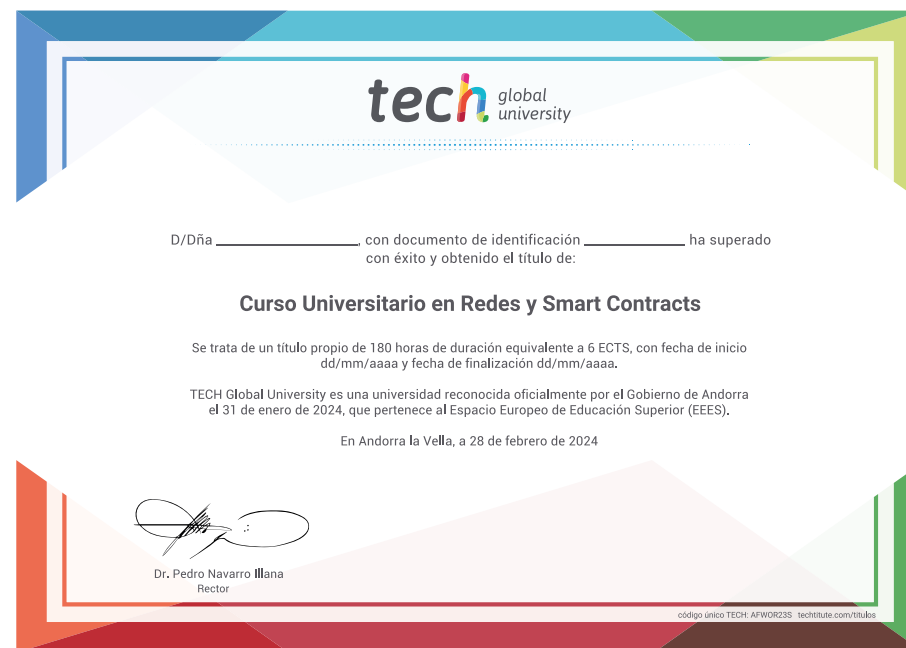 tech global university
D/Dña ____________________, con documento de identificación ______________ ha superado
con éxito y obtenido el título de:
Curso Universitario en Redes y Smart Contracts
Se trata de un título propio de 180 horas de duración equivalente a 6 ECTS, con fecha de inicio
dd/mm/aaaa y fecha de finalización dd/mm/aaaa.
TECH Global University es una universidad reconocida oficialmente por el Gobierno de Andorra
el 31 de enero de 2024, que pertenece al Espacio Europeo de Educación Superior (EEES).
En Andorra la Vella, a 28 de febrero de 2024
Dr. Pedro Navarro Illana
Rector
código único TECH: AFWOR23S techtitute.com/titulos